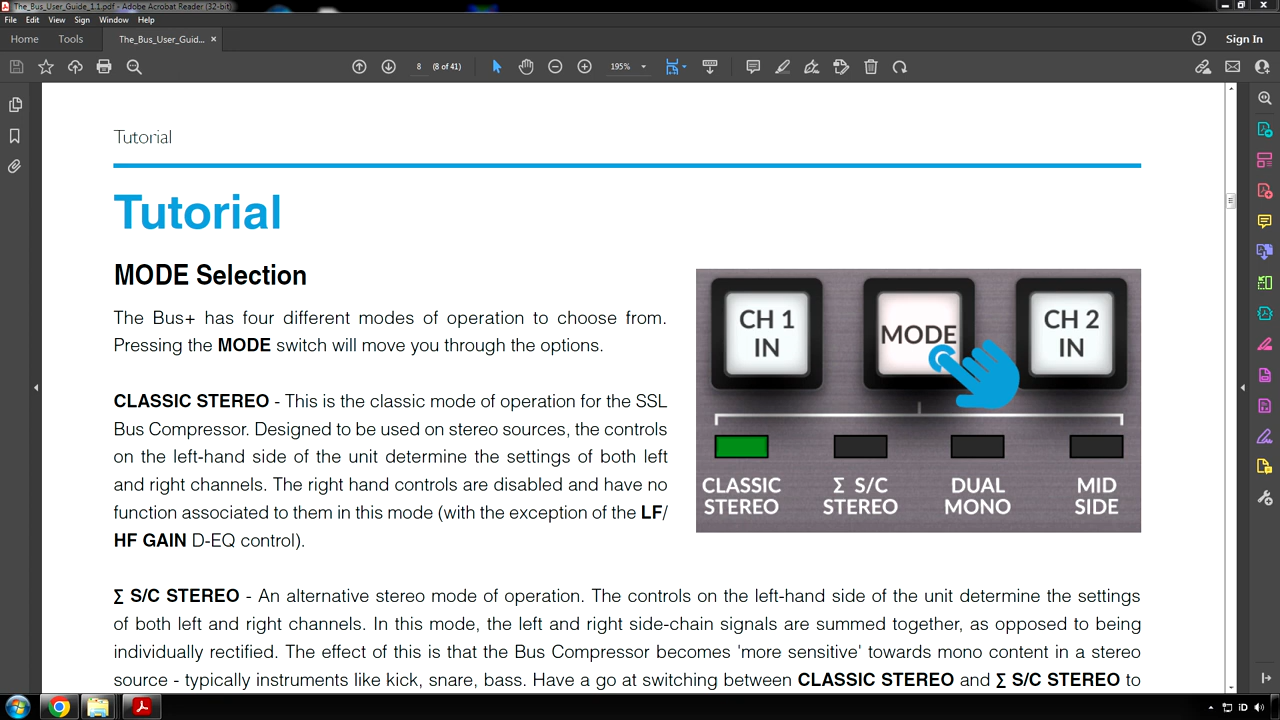 The_Bus_User_Guide_1.1.pdf - Adobe Acrobat Reader (32-bit)
File Edit View Sign Window Help
Home Tools The_Bus_User_Guid... × Sign In
8 (8 of 41) 195%
Tutorial
Tutorial
MODE Selection
The Bus+ has four different modes of operation to choose from.
Pressing the MODE switch will move you through the options.
CLASSIC STEREO - This is the classic mode of operation for the SSL
Bus Compressor. Designed to be used on stereo sources, the controls
on the left-hand side of the unit determine the settings of both left
and right channels. The right hand controls are disabled and have no
function associated to them in this mode (with the exception of the LF/
HF GAIN D-EQ control).
CH 1
IN
MODE
CH 2
IN
CLASSIC
STEREO
Σ S/C
STEREO
DUAL
MONO
MID
SIDE
∑ S/C STEREO - An alternative stereo mode of operation. The controls on the left-hand side of the unit determine the settings
of both left and right channels. In this mode, the left and right side-chain signals are summed together, as opposed to being
individually rectified. The effect of this is that the Bus Compressor becomes 'more sensitive' towards mono content in a stereo
source - typically instruments like kick, snare, bass. Have a go at switching between CLASSIC STEREO and ∑ S/C STEREO to
iD